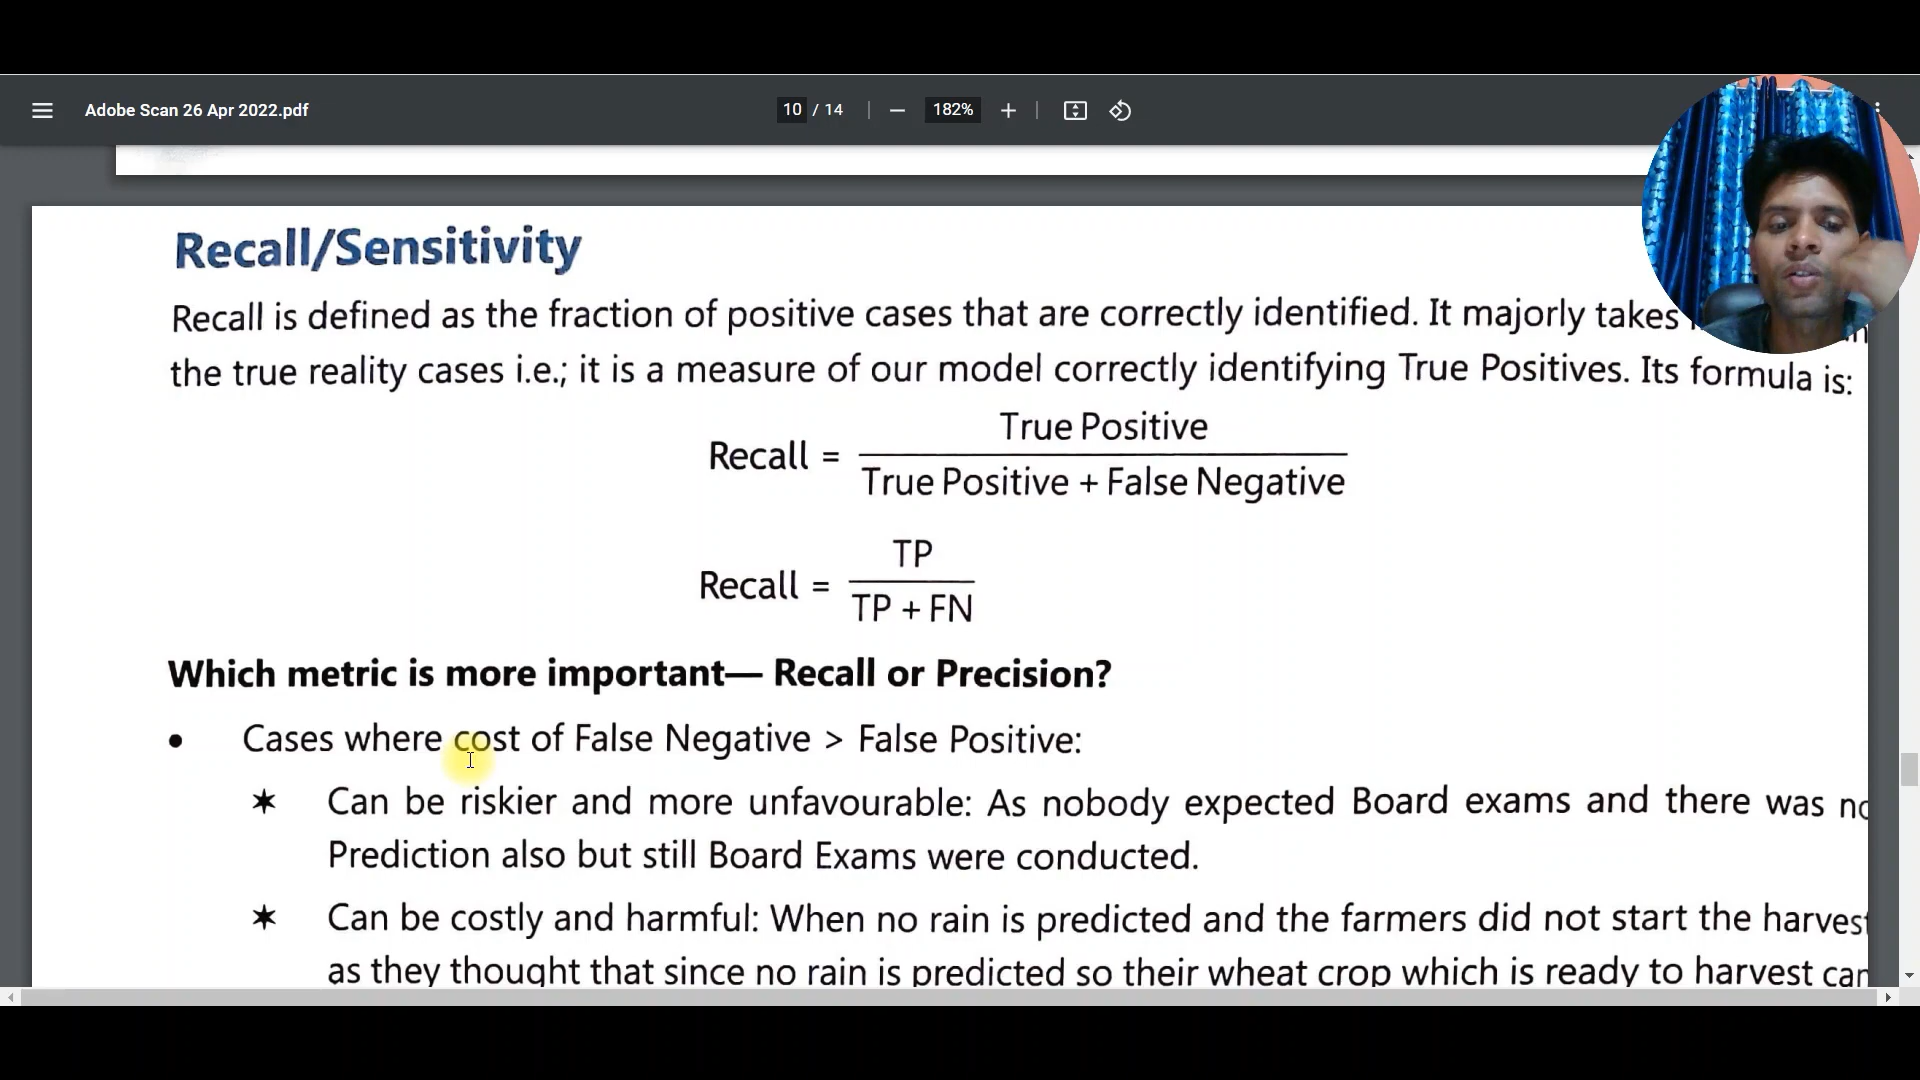 Adobe Scan 26 Apr 2022.pdf
10 / 14
182%
Recall/Sensitivity
Recall is defined as the fraction of positive cases that are correctly identified. It majorly takes
the true reality cases i.e.; it is a measure of our model correctly identifying True Positives. Its formula is:
True Positive
Recall =
True Positive + False Negative
TP
Recall =
TP + FN
Which metric is more important— Recall or Precision?
• Cases where cost of False Negative > False Positive:
✶ Can be riskier and more unfavourable: As nobody expected Board exams and there was no
Prediction also but still Board Exams were conducted.
✶ Can be costly and harmful: When no rain is predicted and the farmers did not start the harvest
as they thought that since no rain is predicted so their wheat crop which is ready to harvest can